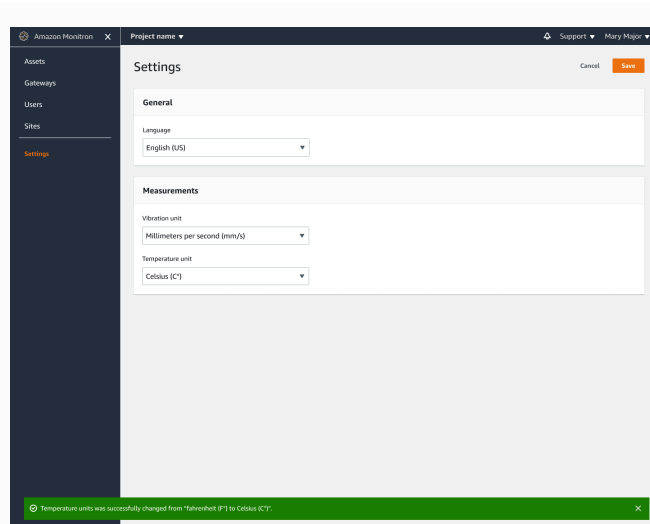 Amazon Monitron
Project name
Support
Mary Major
Assets
Gateways
Users
Sites
Settings
Settings
Cancel
Save
General
Language
English (US)
Measurements
Vibration unit
Millimeters per second (mm/s)
Temperature unit
Celsius (C°)
Temperature units was successfully changed from "fahrenheit (F°) to Celsius (C°)".